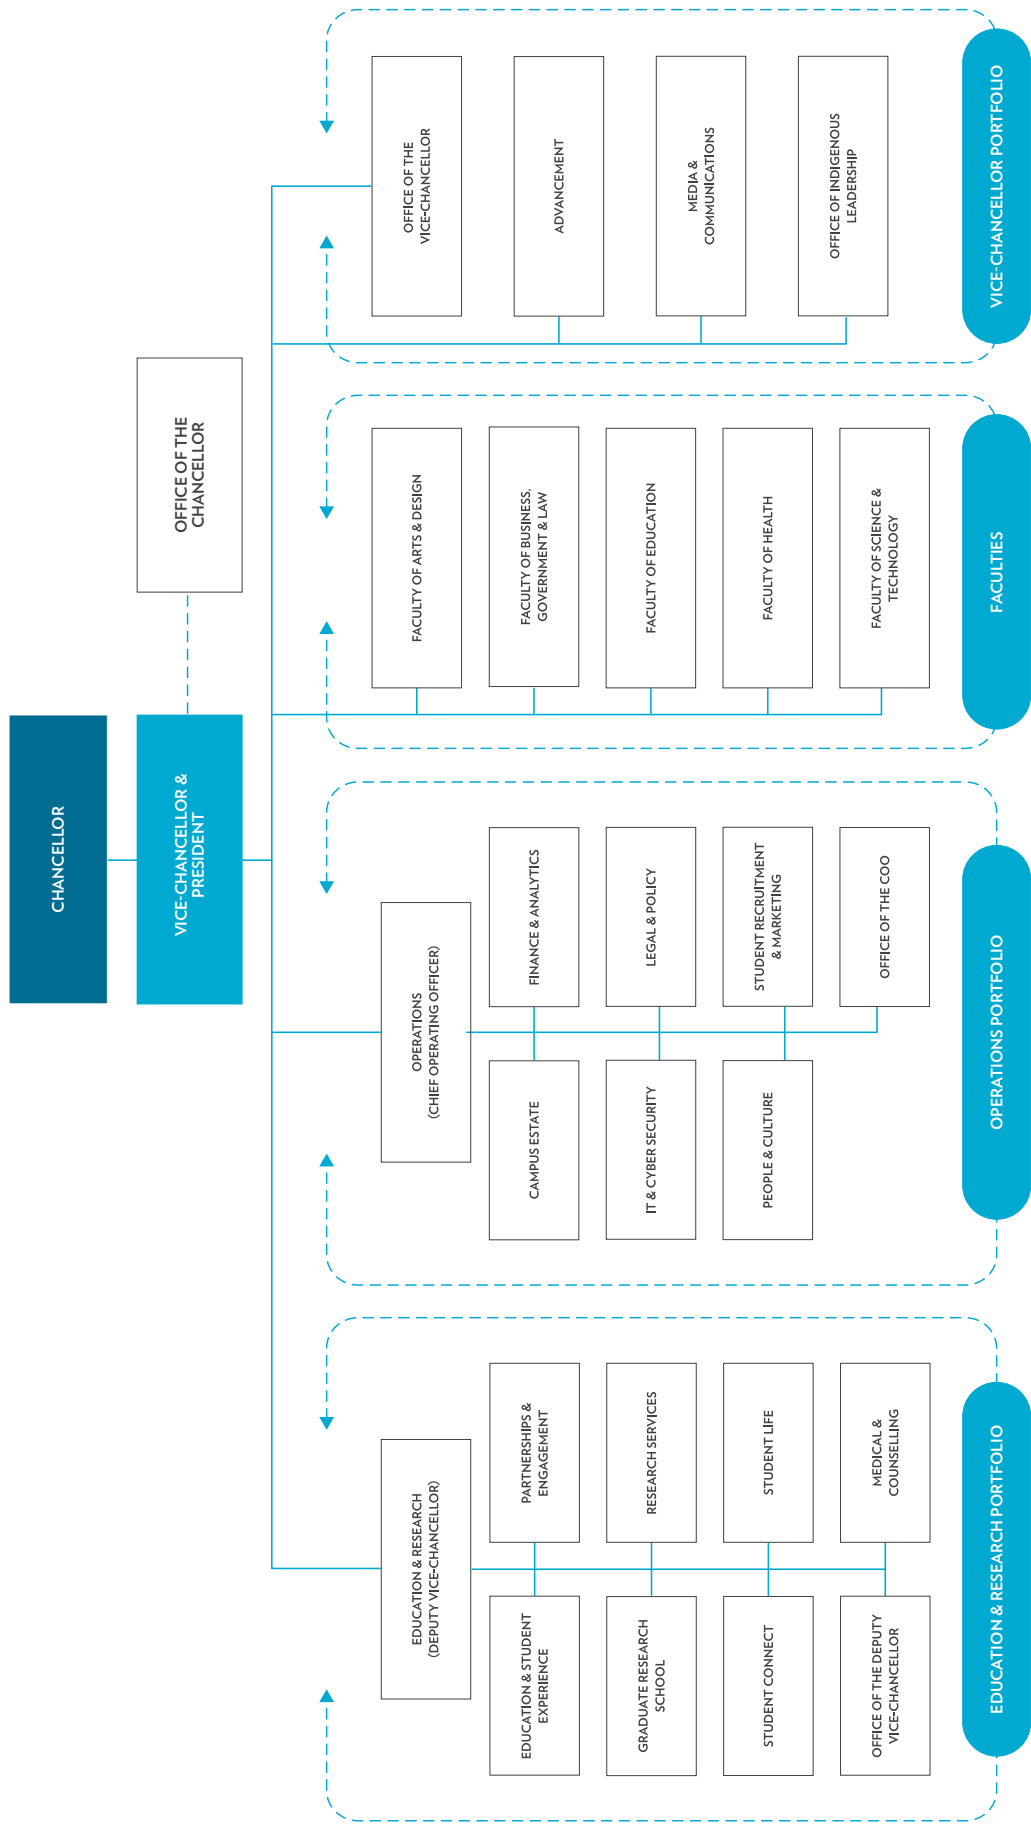 CHANCELLOR
VICE-CHANCELLOR &
PRESIDENT
OFFICE OF THE
CHANCELLOR
EDUCATION & RESEARCH
(DEPUTY VICE-CHANCELLOR)
EDUCATION & STUDENT
EXPERIENCE
PARTNERSHIPS &
ENGAGEMENT
GRADUATE RESEARCH
SCHOOL
RESEARCH SERVICES
STUDENT CONNECT
STUDENT LIFE
OFFICE OF THE DEPUTY
VICE-CHANCELLOR
MEDICAL &
COUNSELLING
EDUCATION & RESEARCH PORTFOLIO
OPERATIONS
(CHIEF OPERATING OFFICER)
CAMPUS ESTATE
FINANCE & ANALYTICS
IT & CYBER SECURITY
LEGAL & POLICY
PEOPLE & CULTURE
STUDENT RECRUITMENT
& MARKETING
OFFICE OF THE COO
OPERATIONS PORTFOLIO
FACULTY OF ARTS & DESIGN
FACULTY OF BUSINESS,
GOVERNMENT & LAW
FACULTY OF EDUCATION
FACULTY OF HEALTH
FACULTY OF SCIENCE &
TECHNOLOGY
FACULTIES
OFFICE OF THE
VICE-CHANCELLOR
ADVANCEMENT
MEDIA &
COMMUNICATIONS
OFFICE OF INDIGENOUS
LEADERSHIP
VICE-CHANCELLOR PORTFOLIO